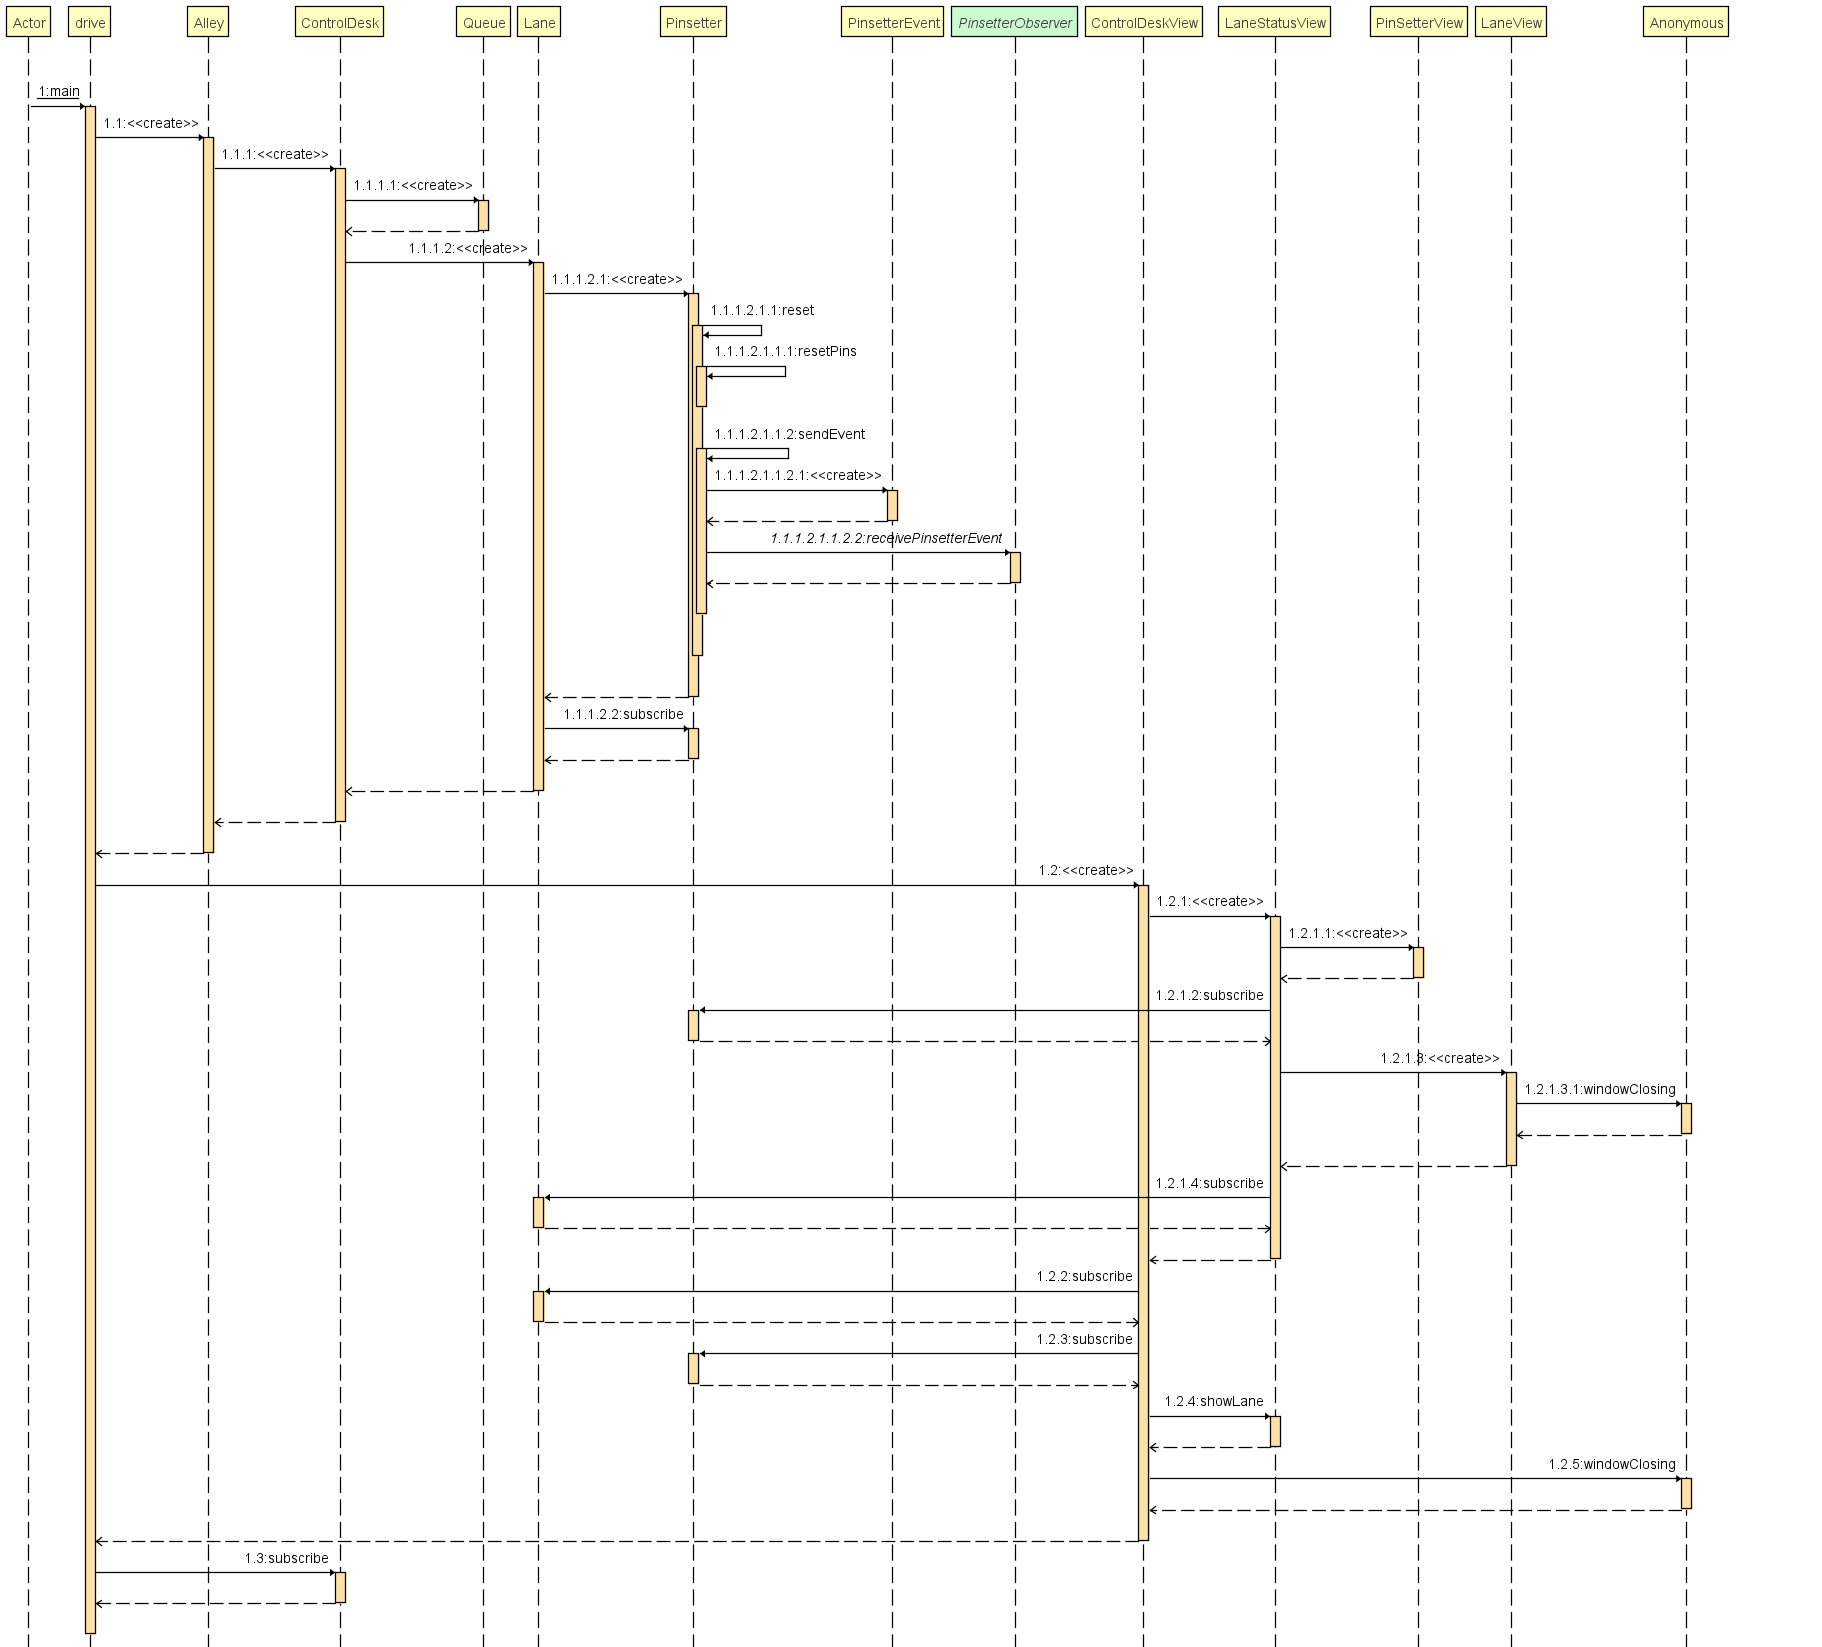 Actor
drive
Alley
ControlDesk
Queue
Lane
Pinsetter
PinsetterEvent
PinsetterObserver
ControlDeskView
LaneStatusView
PinSetterView
LaneView
Anonymous
1:main
1.1:<<create>>
1.1.1:<<create>>
1.1.1.1:<<create>>
1.1.1.2:<<create>>
1.1.1.2.1:<<create>>
1.1.1.2.1.1:reset
1.1.1.2.1.1.1:resetPins
1.1.1.2.1.1.2:sendEvent
1.1.1.2.1.1.2.1:<<create>>
1.1.1.2.1.1.2.2:receivePinsetterEvent
1.1.1.2.2:subscribe
1.2:<<create>>
1.2.1:<<create>>
1.2.1.1:<<create>>
1.2.1.2:subscribe
1.2.1.3:<<create>>
1.2.1.3.1:windowClosing
1.2.1.4:subscribe
1.2.2:subscribe
1.2.3:subscribe
1.2.4:showLane
1.2.5:windowClosing
1.3:subscribe